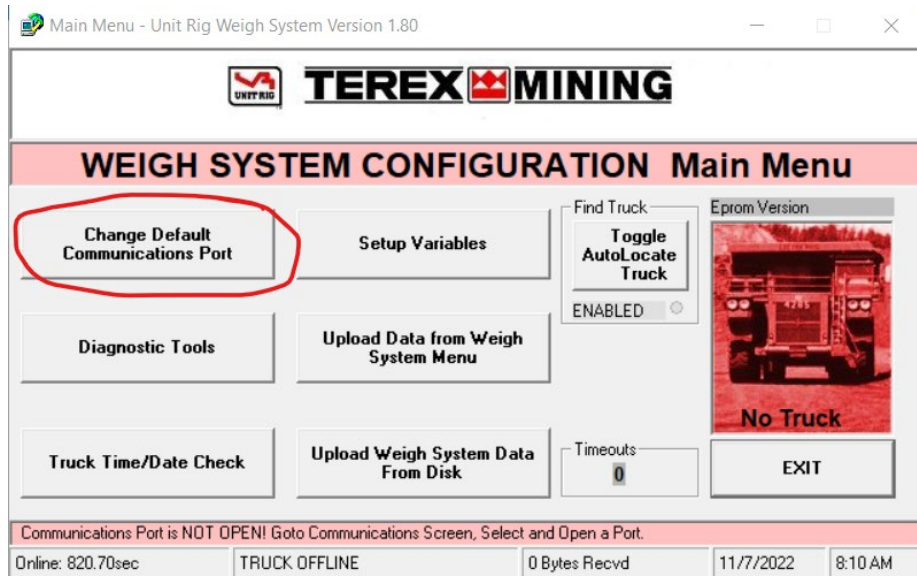 Main Menu - Unit Rig Weigh System Version 1.80
UNIT RIG
TEREX MINING
WEIGH SYSTEM CONFIGURATION Main Menu
Change Default
Communications Port
Setup Variables
Find Truck
Toggle
AutoLocate
Truck
ENABLED
Eprom Version
4285
No Truck
Diagnostic Tools
Upload Data from Weigh
System Menu
Truck Time/Date Check
Upload Weigh System Data
From Disk
Timeouts
0
EXIT
Communications Port is NOT OPEN! Goto Communications Screen, Select and Open a Port.
Online: 820.70sec
TRUCK OFFLINE
0 Bytes Recvd
11/7/2022
8:10 AM